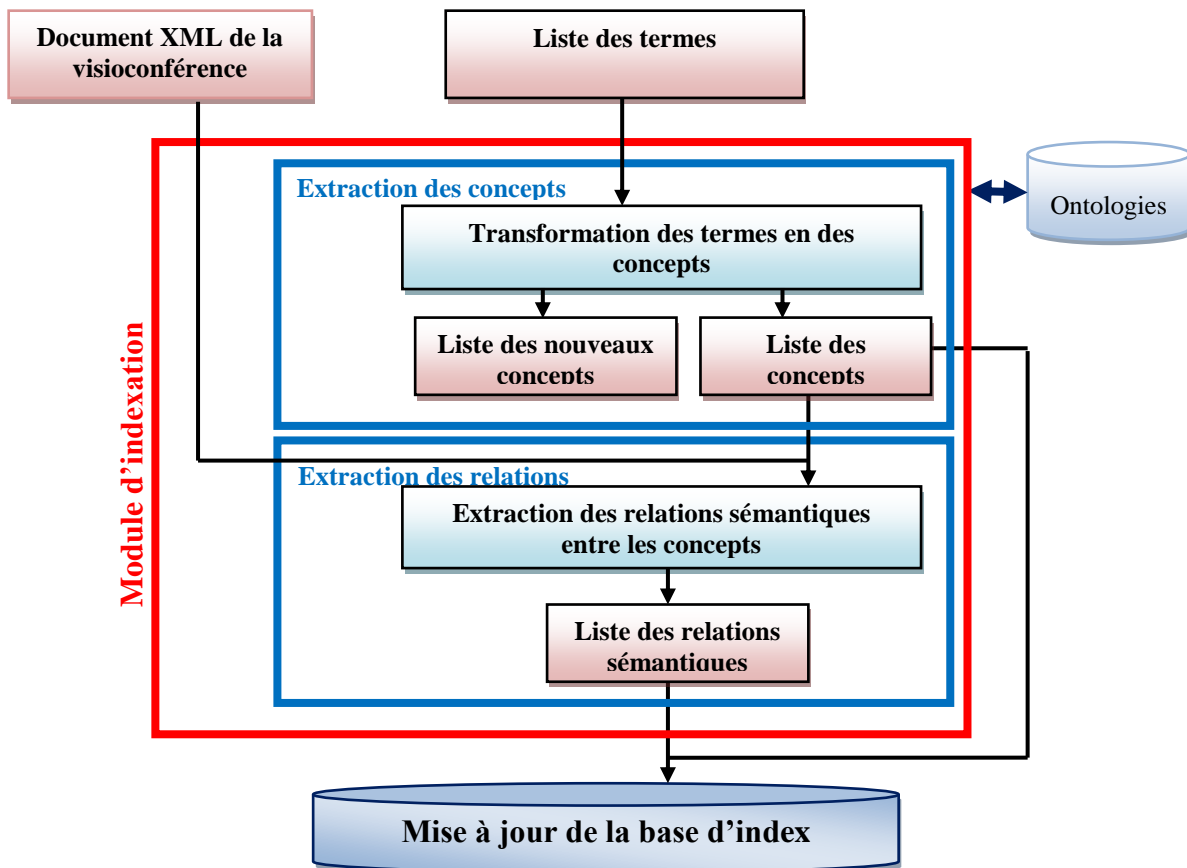 Document XML de la
visioconférence
Liste des termes
Extraction des concepts
Ontologies
Transformation des termes en des
concepts
Liste des nouveaux
concepts
Liste des
concepts
Module d’indexation
Extraction des relations
Extraction des relations sémantiques
entre les concepts
Liste des relations
sémantiques
Mise à jour de la base d’index